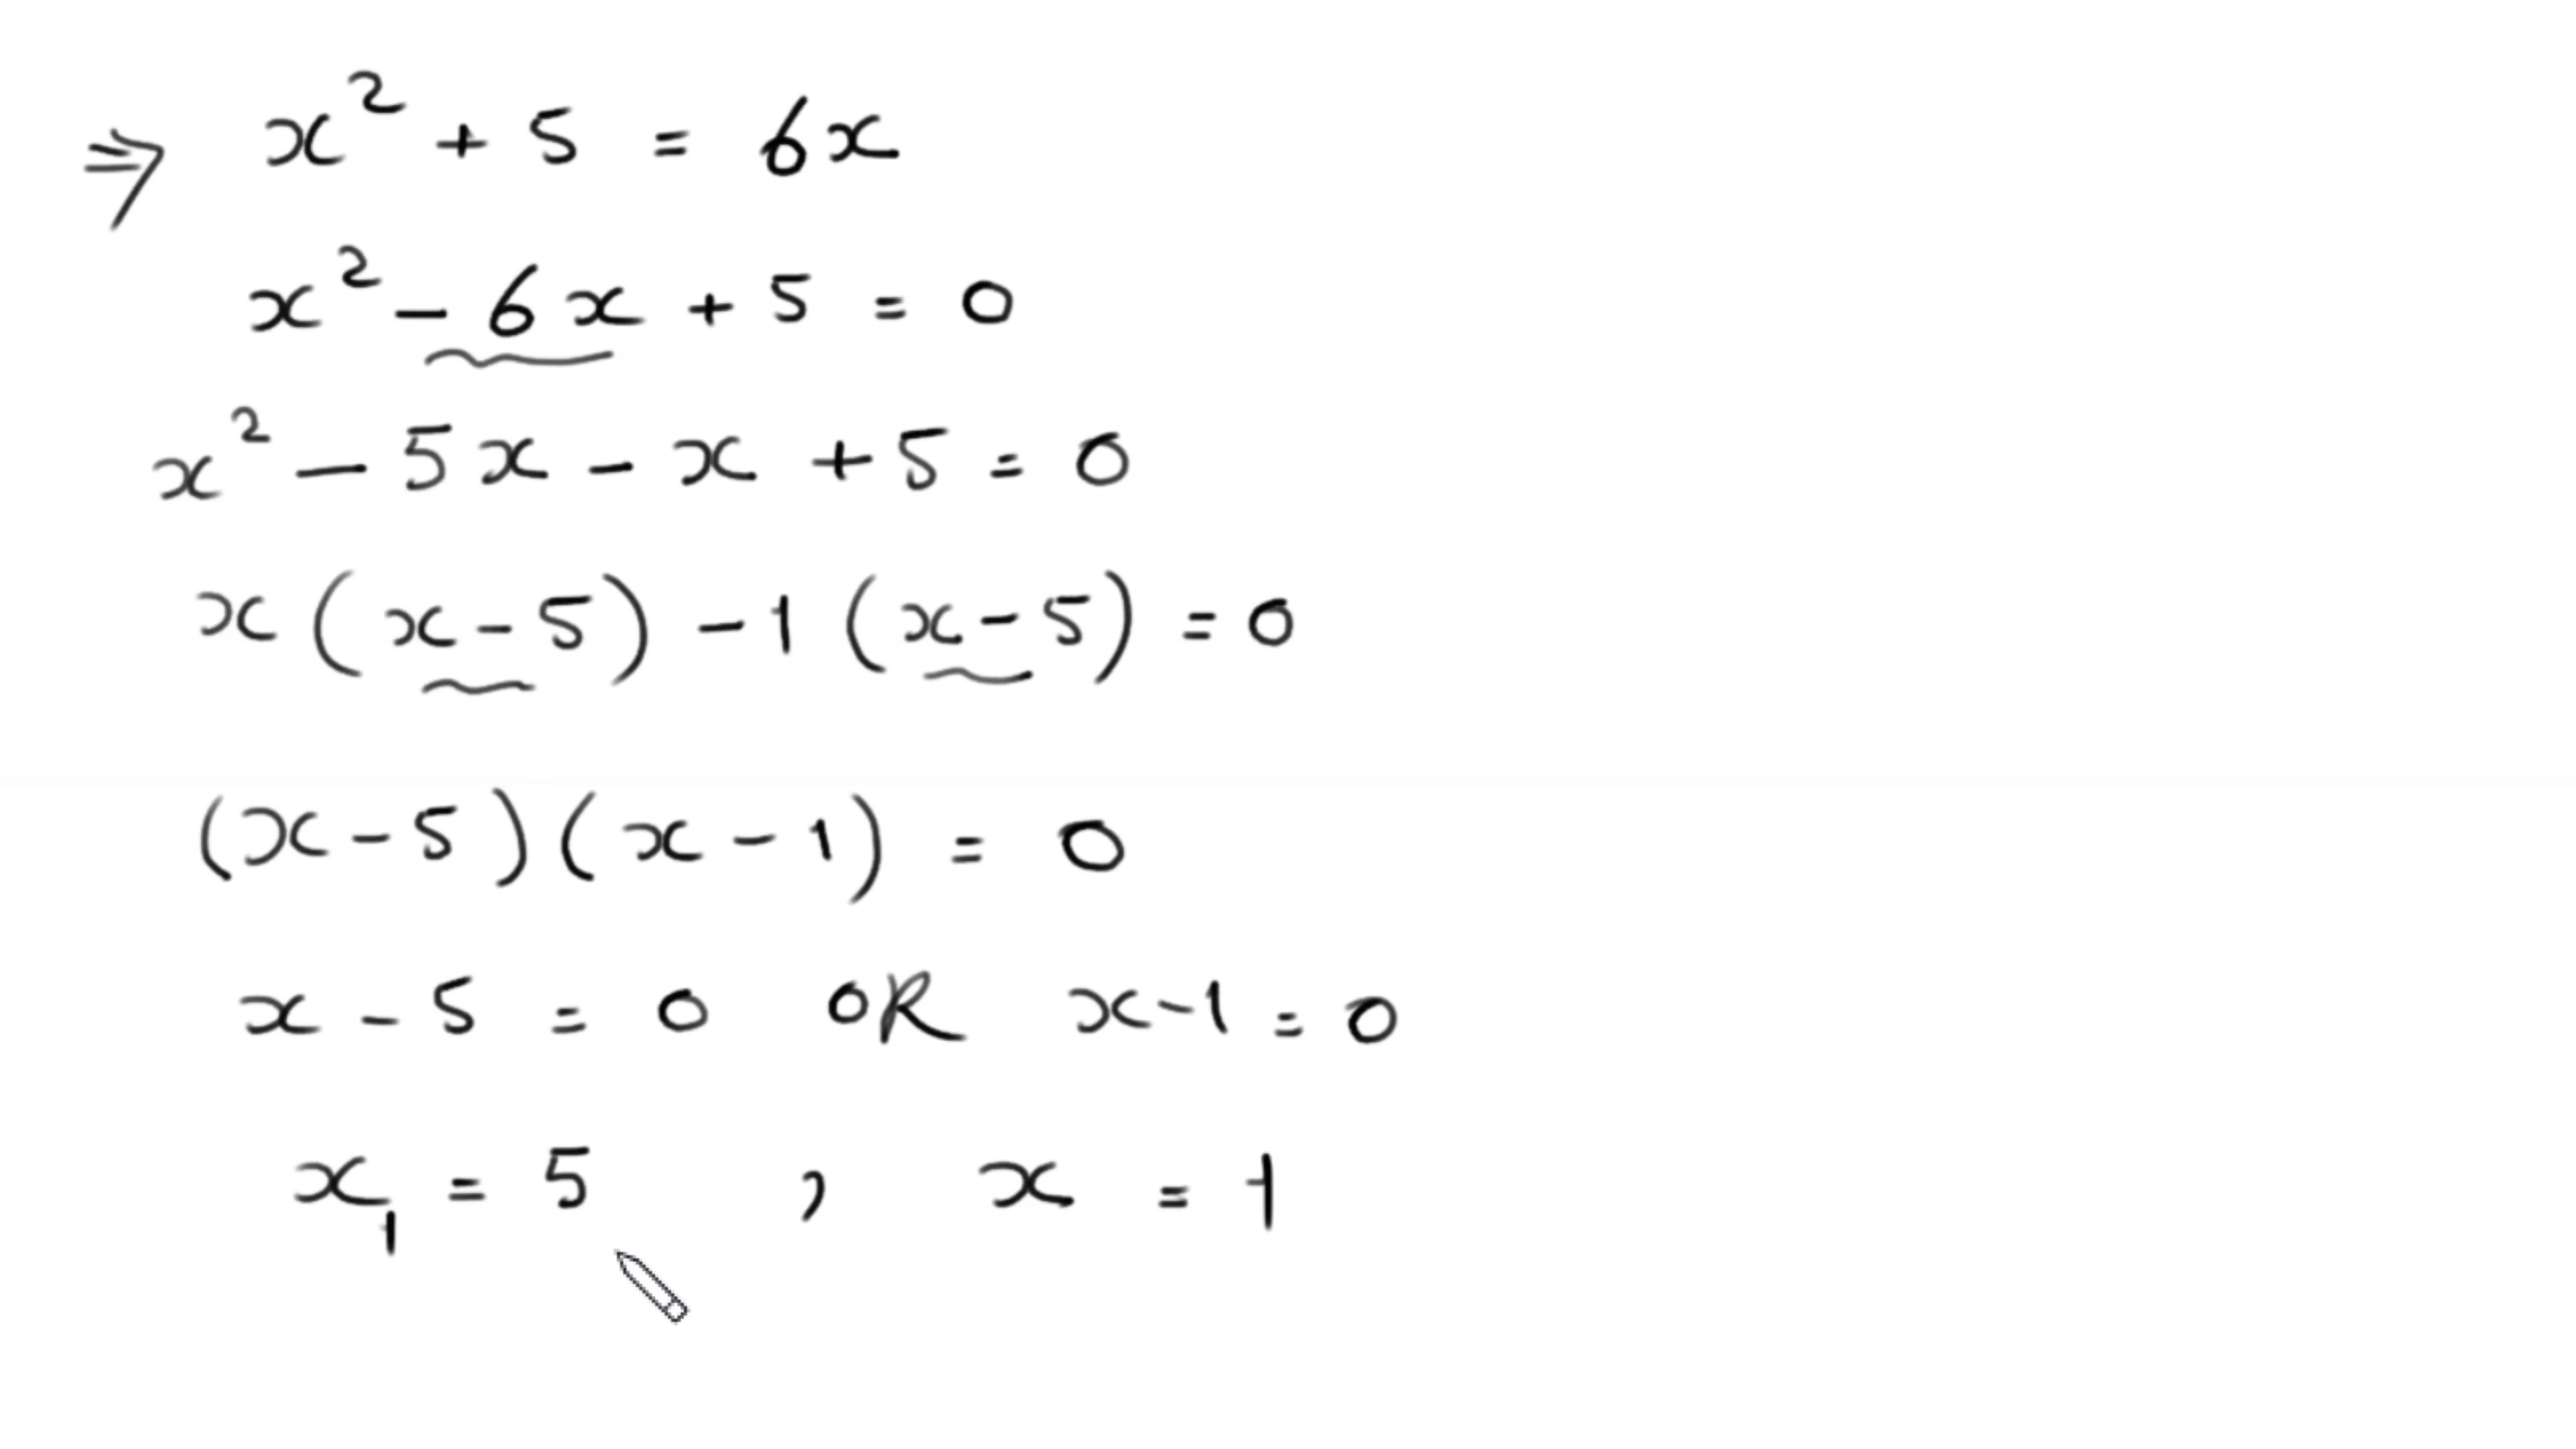 ⇒ x² + 5 = 6x
x² - 6x + 5 = 0
x² - 5x - x + 5 = 0
x (x - 5) - 1 (x - 5) = 0
(x - 5) (x - 1) = 0
x - 5 = 0 OR x - 1 = 0
x₁ = 5 , x = 1